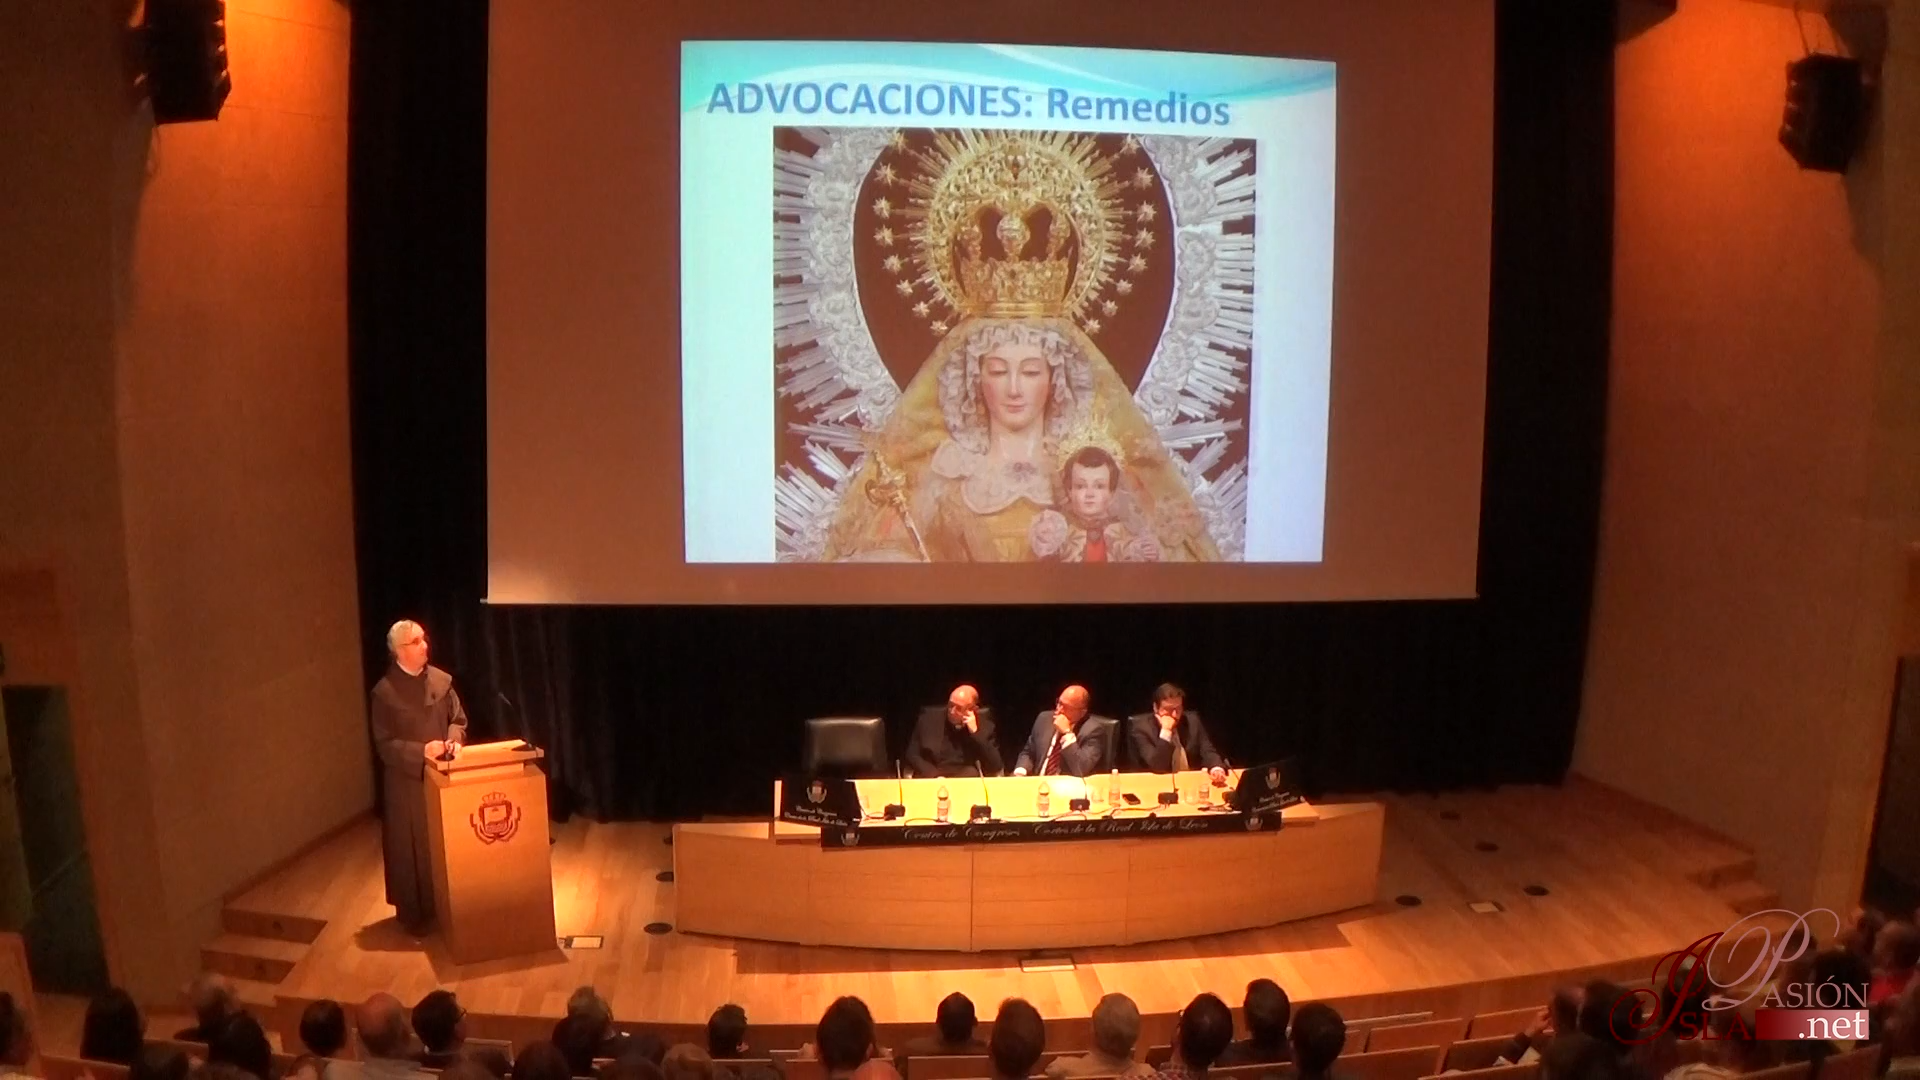 ADVOCACIONES: Remedios
Centro de Congresos - Cortes de la Real Isla de León
ISLA PASIÓN
.net